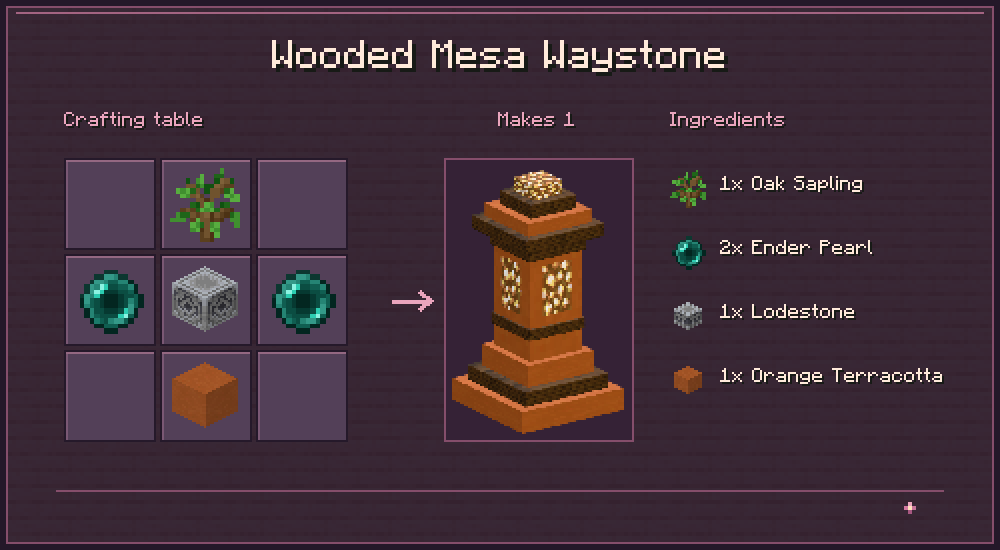 Wooded Mesa Waystone
Crafting table
Makes 1
Ingredients
1x Oak Sapling
2x Ender Pearl
1x Lodestone
1x Orange Terracotta